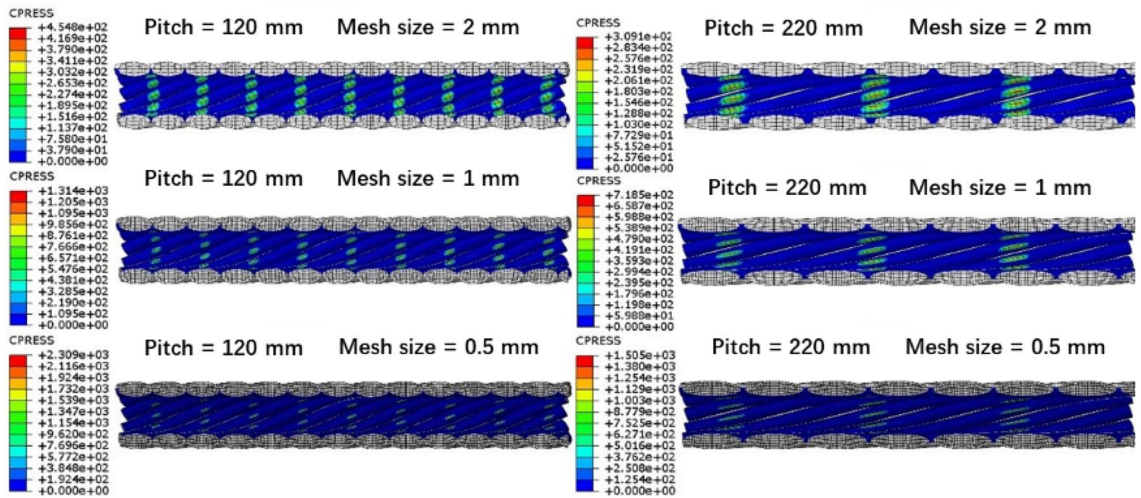 CPRESS
+4.548e+02
+4.169e+02
+3.790e+02
+3.411e+02
+3.032e+02
+2.653e+02
+2.274e+02
+1.895e+02
+1.516e+02
+1.137e+02
+7.580e+01
+3.790e+01
+0.000e+00
Pitch = 120 mm Mesh size = 2 mm
CPRESS
+3.091e+02
+2.834e+02
+2.576e+02
+2.319e+02
+2.061e+02
+1.803e+02
+1.546e+02
+1.288e+02
+1.030e+02
+7.729e+01
+5.152e+01
+2.576e+01
+0.000e+00
Pitch = 220 mm Mesh size = 2 mm
CPRESS
+1.314e+03
+1.205e+03
+1.095e+03
+9.856e+02
+8.761e+02
+7.666e+02
+6.571e+02
+5.476e+02
+4.381e+02
+3.285e+02
+2.190e+02
+1.095e+02
+0.000e+00
Pitch = 120 mm Mesh size = 1 mm
CPRESS
+7.185e+02
+6.587e+02
+5.988e+02
+5.389e+02
+4.790e+02
+4.191e+02
+3.593e+02
+2.994e+02
+2.395e+02
+1.796e+02
+1.198e+02
+5.988e+01
+0.000e+00
Pitch = 220 mm Mesh size = 1 mm
CPRESS
+2.309e+03
+2.116e+03
+1.924e+03
+1.732e+03
+1.539e+03
+1.347e+03
+1.154e+03
+9.620e+02
+7.696e+02
+5.772e+02
+3.848e+02
+1.924e+02
+0.000e+00
Pitch = 120 mm Mesh size = 0.5 mm
CPRESS
+1.505e+03
+1.380e+03
+1.254e+03
+1.129e+03
+1.003e+03
+8.779e+02
+7.525e+02
+6.271e+02
+5.016e+02
+3.762e+02
+2.508e+02
+1.254e+02
+0.000e+00
Pitch = 220 mm Mesh size = 0.5 mm